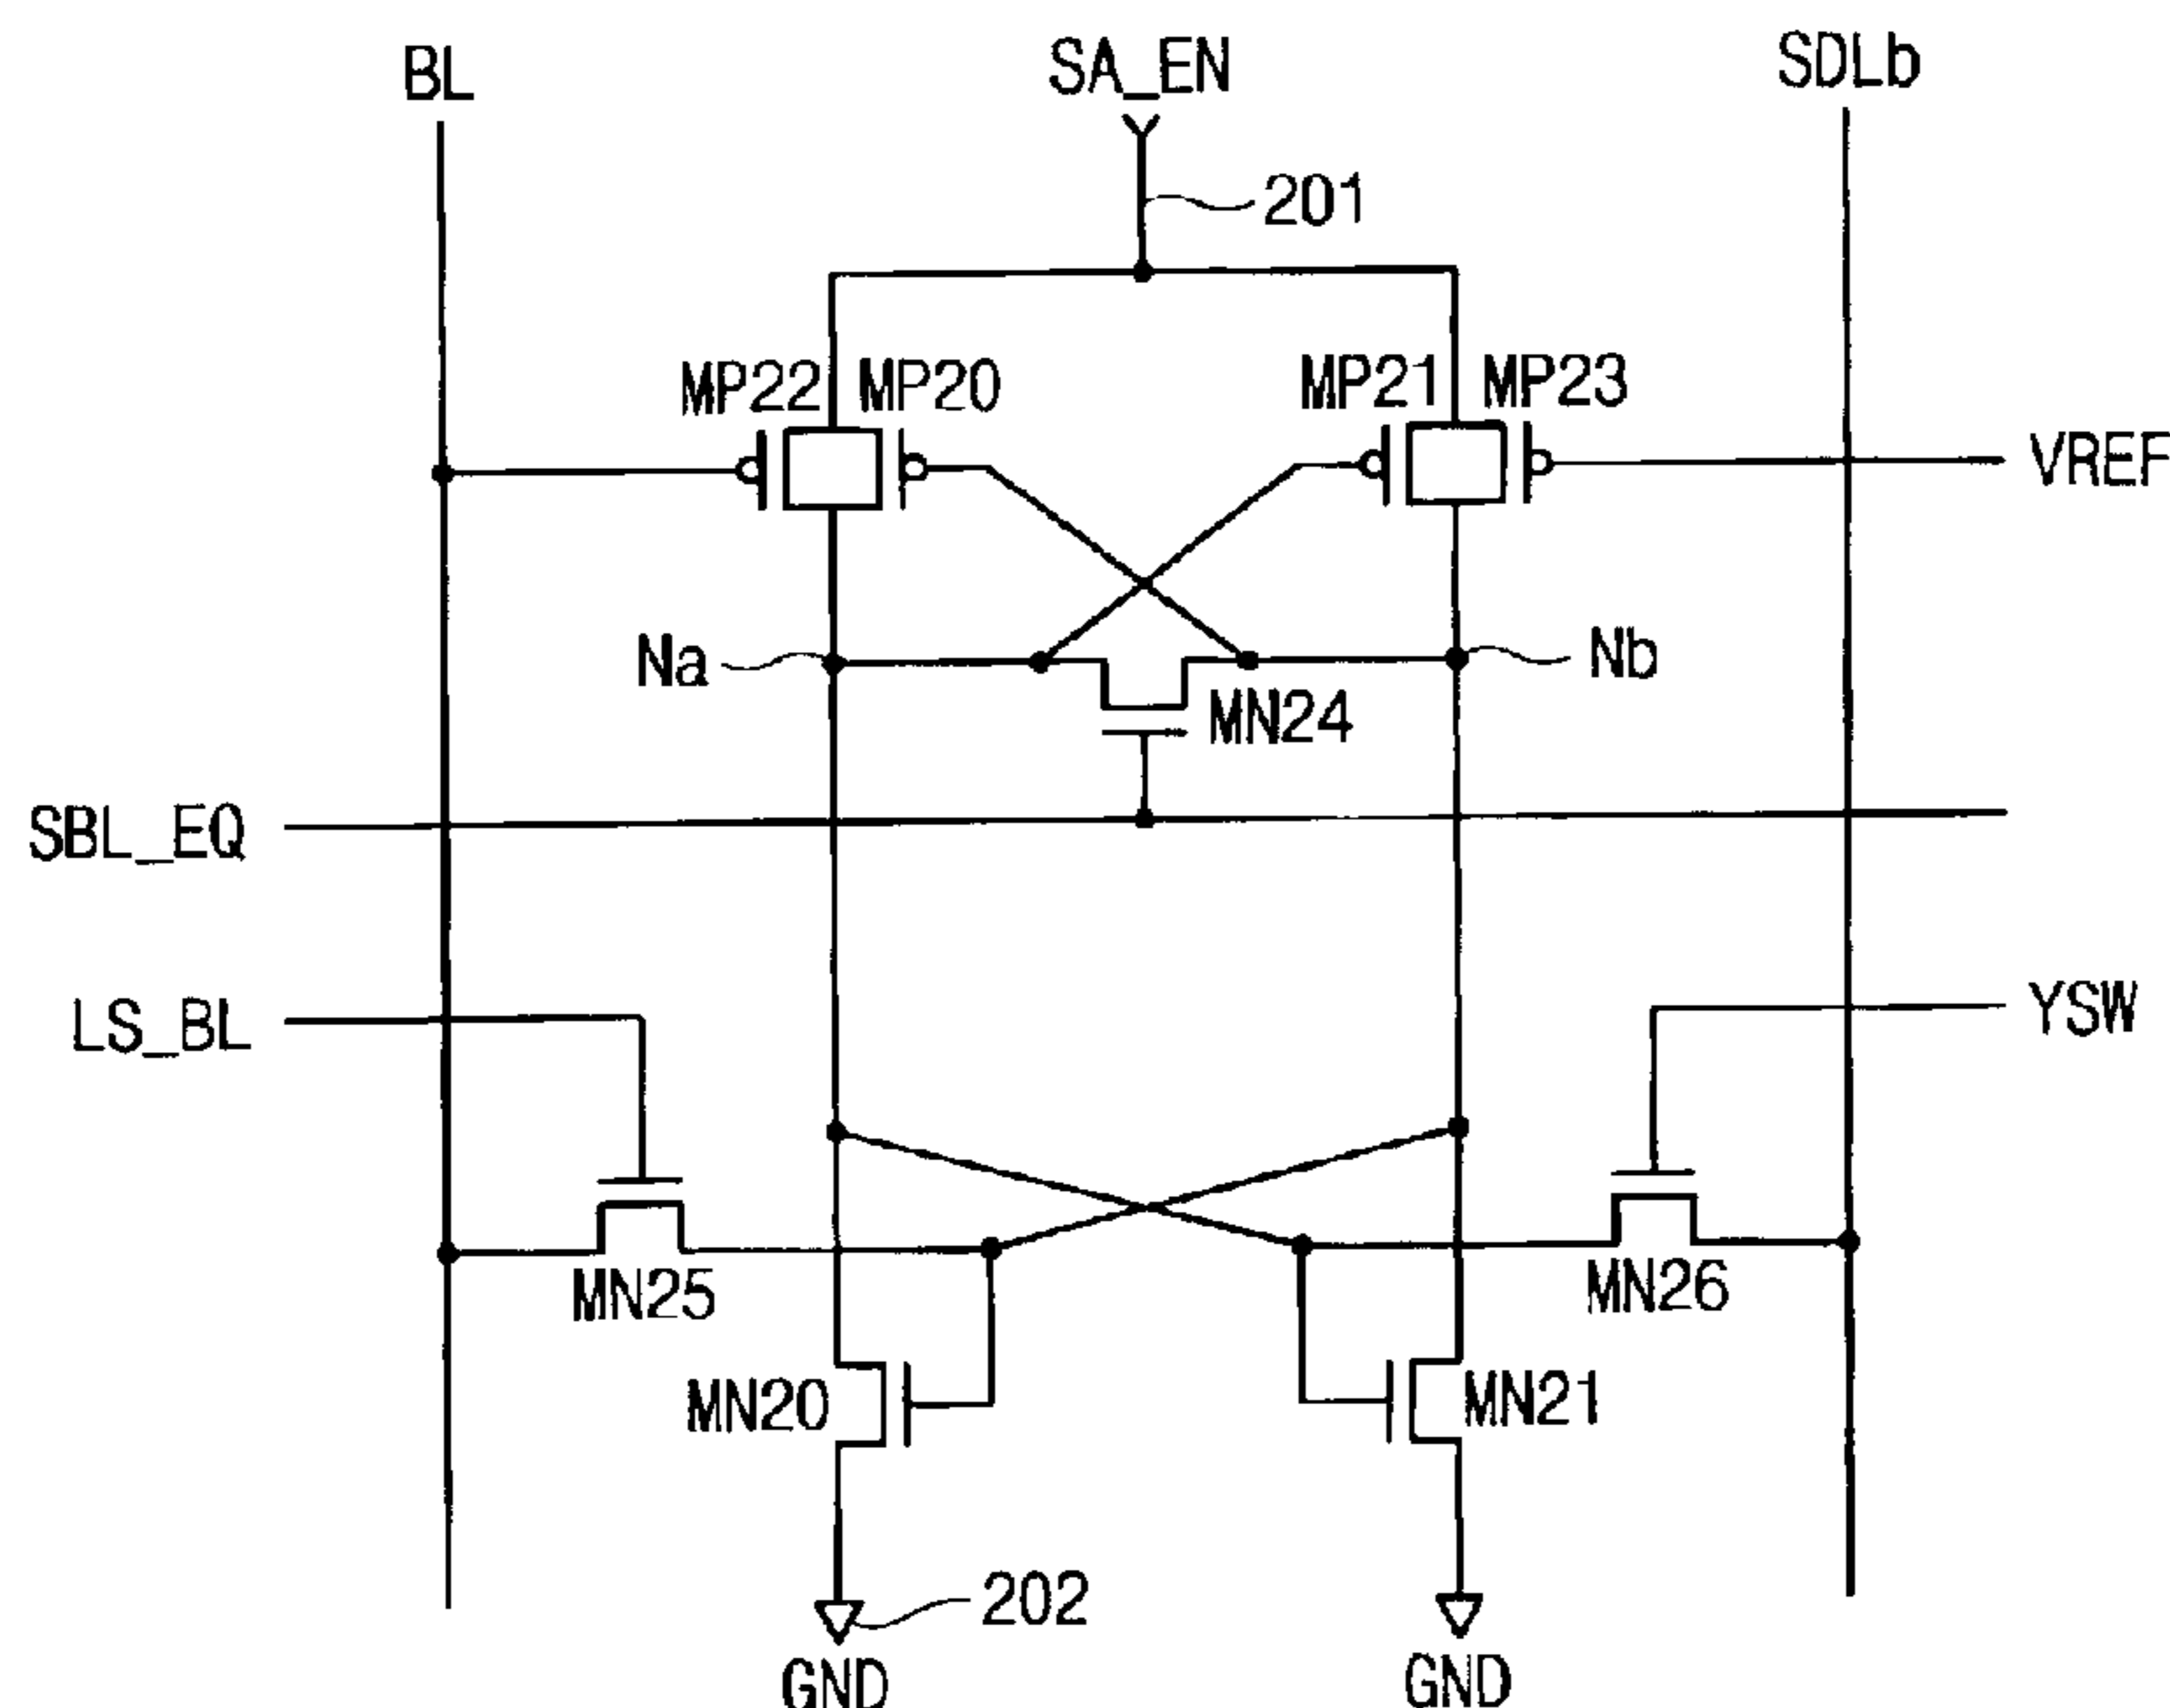 BL
SA_EN
SDLb
201
MP22
MP20
MP21
MP23
VREF
Na
Nb
MN24
SBL_EQ
LS_BL
YSW
MN25
MN26
MN20
MN21
202
GND
GND